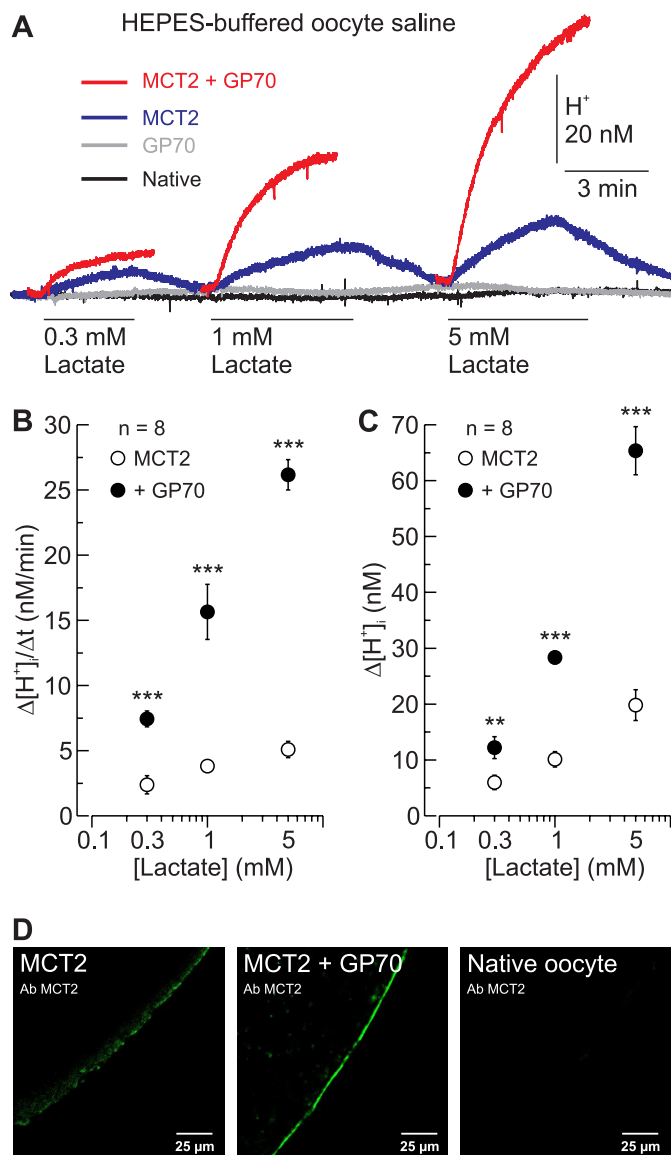 A
HEPES-buffered oocyte saline
MCT2 + GP70
MCT2
GP70
Native
H+
20 nM
3 min
0.3 mM
Lactate
1 mM
Lactate
5 mM
Lactate
B
n = 8
MCT2
+ GP70
***
***
***
Δ[H+]i/Δt (nM/min)
30
25
20
15
10
5
0
0.1 0.3 1 5
[Lactate] (mM)
C
n = 8
MCT2
+ GP70
***
***
**
Δ[H+]i (nM)
70
60
50
40
30
20
10
0
0.1 0.3 1 5
[Lactate] (mM)
D
MCT2
Ab MCT2
25 µm
MCT2 + GP70
Ab MCT2
25 µm
Native oocyte
Ab MCT2
25 µm